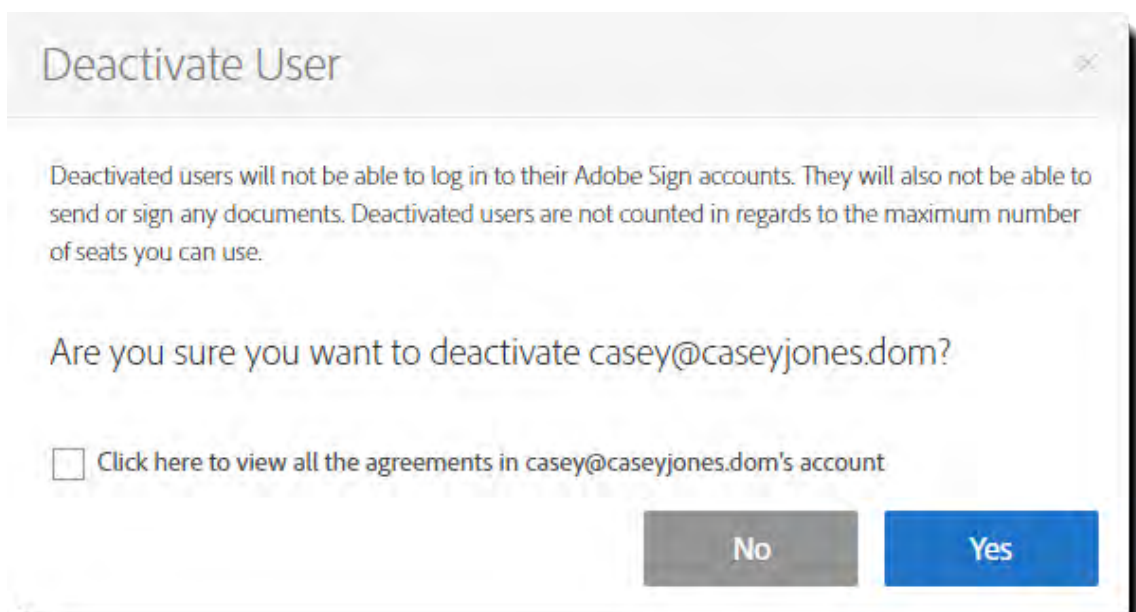 Deactivate User
Deactivated users will not be able to log in to their Adobe Sign accounts. They will also not be able to
send or sign any documents. Deactivated users are not counted in regards to the maximum number
of seats you can use.
Are you sure you want to deactivate casey@caseyjones.dom?
Click here to view all the agreements in casey@caseyjones.dom's account
No Yes